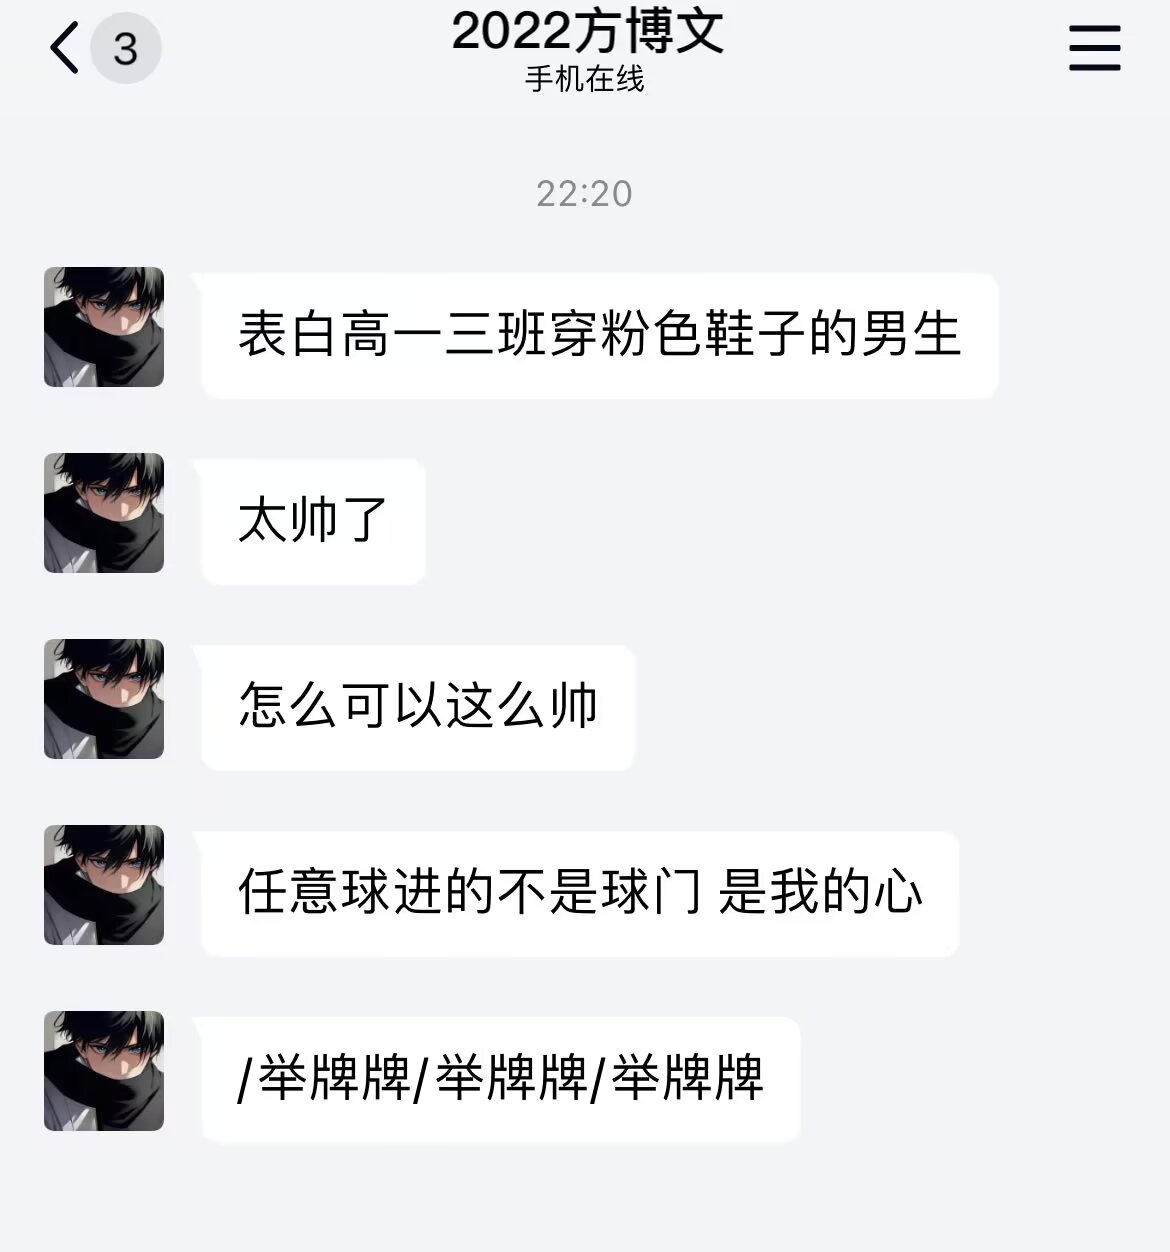 3
2022方博文
手机在线
22:20
表白高一三班穿粉色鞋子的男生
太帅了
怎么可以这么帅
任意球进的不是球门 是我的心
/举牌牌/举牌牌/举牌牌